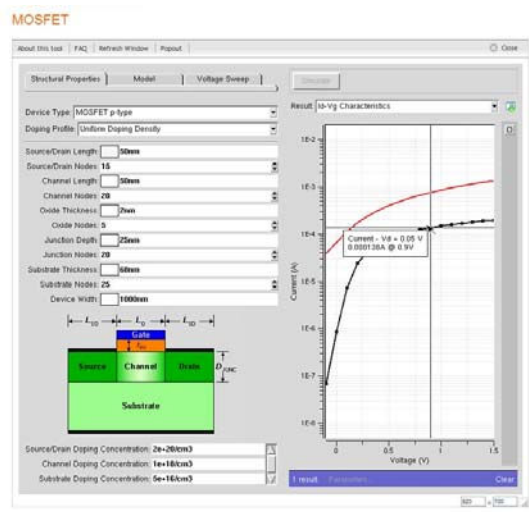 MOSFET
About this tool | FAQ | Refresh Window | Popout
Close
Structural Properties | Model | Voltage Sweep
Simulate
Device Type: MOSFET p-type
Result: Id-Vg Characteristics
Doping Profile: Uniform Doping Density
Source/Drain Length: 50nm
Source/Drain Nodes: 15
Channel Length: 50nm
Channel Nodes: 20
Oxide Thickness: 2nm
Oxide Nodes: 5
Junction Depth: 25nm
Junction Nodes: 20
Substrate Thickness: 60nm
Substrate Nodes: 25
Device Width: 1000nm
Gate
Source
Channel
Drain
D JUNC
Substrate
Source/Drain Doping Concentration: 2e+20/cm3
Channel Doping Concentration: 1e+18/cm3
Substrate Doping Concentration: 5e+16/cm3
1E-2
1E-3
1E-4
1E-5
1E-6
1E-7
1E-8
Current (A)
Current - Vd = 0.05 V
0.000138A @ 0.9V
0
0.5
1
1.5
Voltage (V)
1 result
Parameters...
Clear